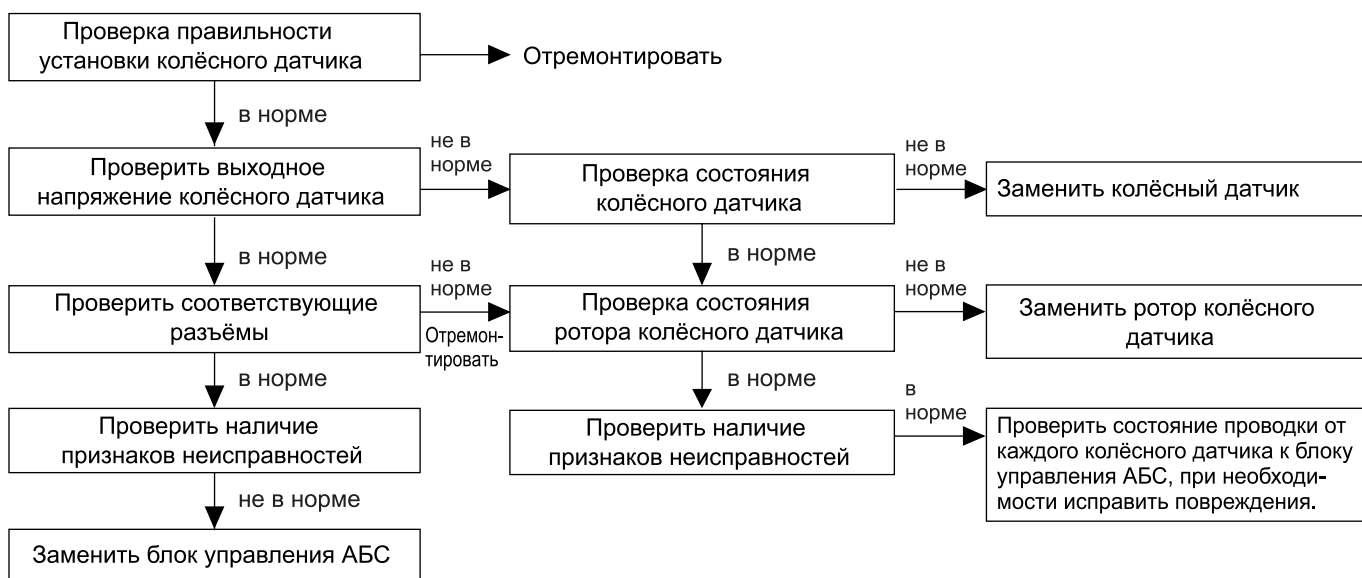 Проверка правильности
установки колёсного датчика
Отремонтировать
в норме
Проверить выходное
напряжение колёсного датчика
не в
норме
Проверка состояния
колёсного датчика
не в
норме
Заменить колёсный датчик
в норме
в норме
Проверить соответствующие
разъёмы
не в
норме
Отремон-
тировать
Проверка состояния
ротора колёсного датчика
не в
норме
Заменить ротор колёсного
датчика
в норме
в норме
Проверить наличие
признаков неисправностей
Проверить наличие
признаков неисправностей
в
норме
Проверить состояние проводки от
каждого колёсного датчика к блоку
управления АБС, при необходи-
мости исправить повреждения.
не в норме
Заменить блок управления АБС